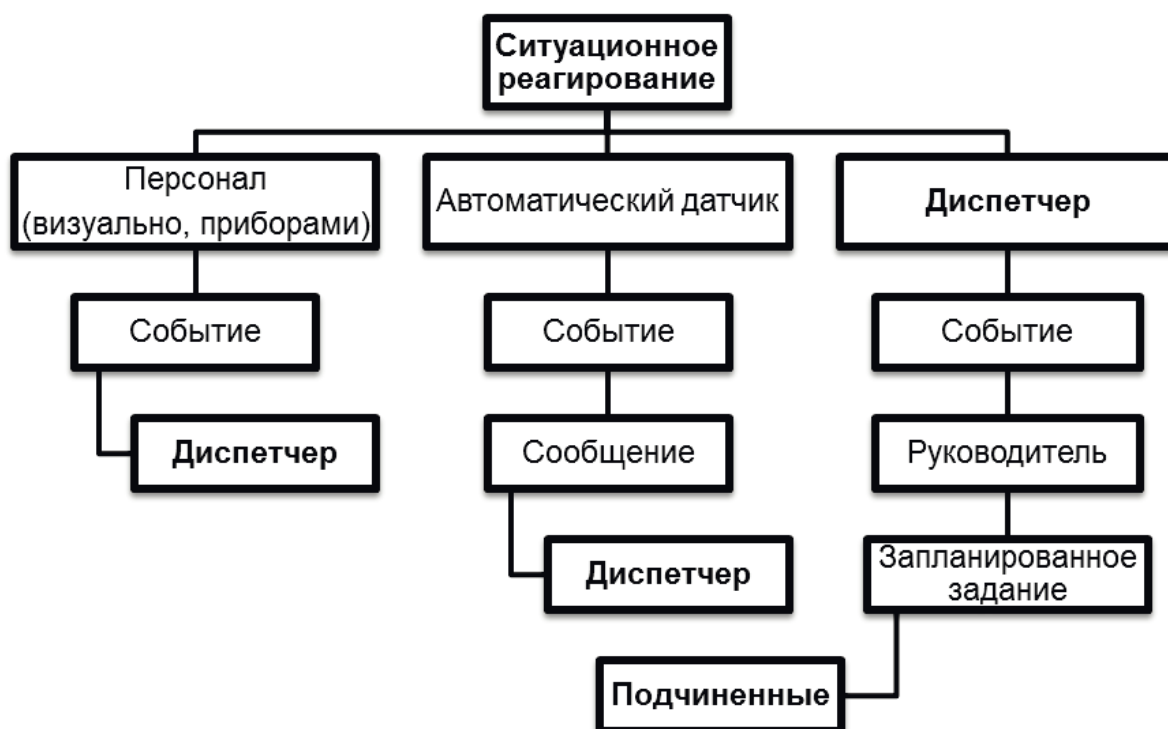 Ситуационное
реагирование
Персонал
(визуально, приборами)
Автоматический датчик
Диспетчер
Событие
Событие
Событие
Диспетчер
Сообщение
Руководитель
Диспетчер
Запланированное
задание
Подчиненные